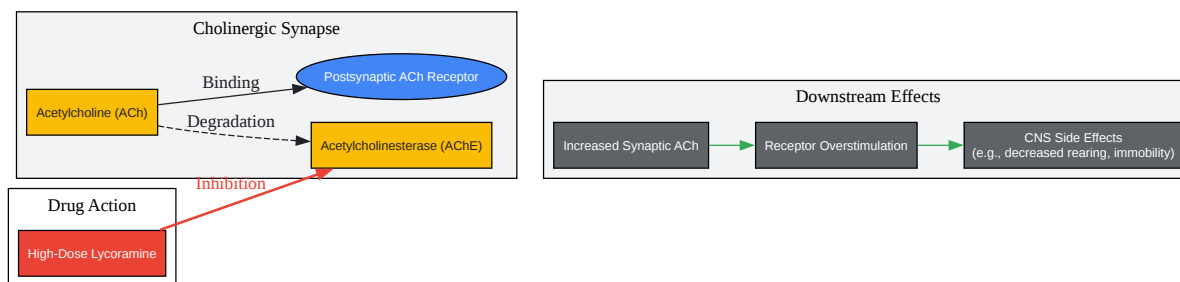 Cholinergic Synapse
Acetylcholine (ACh)
Binding
Degradation
Postsynaptic ACh Receptor
Acetylcholinesterase (AChE)
Inhibition
Drug Action
High-Dose Lycoramine
Downstream Effects
Increased Synaptic ACh
Receptor Overstimulation
CNS Side Effects
(e.g., decreased rearing, immobility)